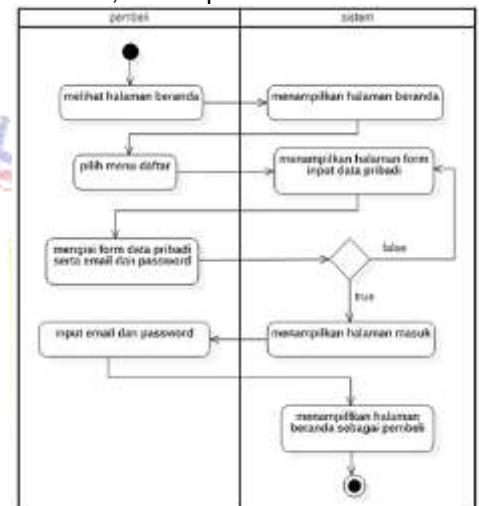 pembeli
sistem
melihat halaman beranda
menampilkan halaman beranda
pilih menu daftar
menampilkan halaman form
input data pribadi
mengisi form data pribadi
serta email dan password
false
true
input email dan password
menampilkan halaman masuk
menampilkan halaman
beranda sebagai pembeli